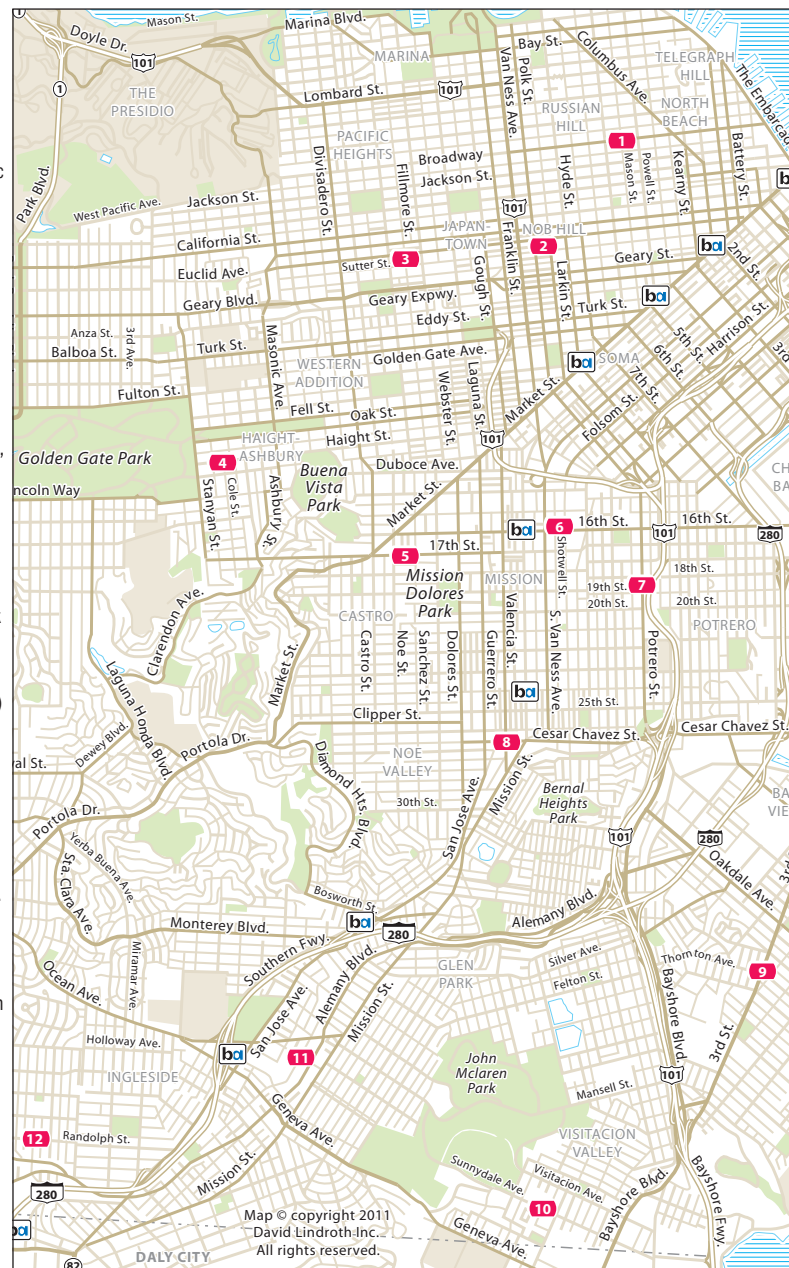 Mason St.
Marina Blvd.
Doyle Dr.
101
1
1
Bay St.
Columbus Ave.
MARINA
TELEGRAPH
HILL
THE
PRESIDIO
Lombard St.
101
Van Ness Ave.
Polk St.
RUSSIAN
HILL
NORTH
BEACH
PACIFIC
HEIGHTS
Divisadero St.
Fillmore St.
Broadway
Jackson St.
Hyde St.
1
Mason St.
Powell St.
Kearny St.
Battery St.
Park Blvd.
West Pacific Ave.
Jackson St.
101
JAPAN-
TOWN
NOB HILL
California St.
Sutter St.
3
2
Franklin St.
Gough St.
Larkin St.
Geary St.
ba
2nd St.
Euclid Ave.
Geary Blvd.
Geary Expwy.
Eddy St.
Turk St.
ba
5th St.
6th St.
7th St.
Harrison St.
Anza St.
3rd Ave.
Balboa St.
Turk St.
Masonic Ave.
Golden Gate Ave.
WESTERN
ADDITION
Webster St.
Laguna St.
Market St.
ba
SOMA
Folsom St.
Fulton St.
Fell St.
Oak St.
Haight St.
101
HAIGHT-
ASHBURY
Golden Gate Park
4
Stanyan St.
Cole St.
Ashbury St.
Buena
Vista
Park
Duboce Ave.
Market St.
ncoln Way
ba
6
16th St.
101
16th St.
280
17th St.
5
Shotwell St.
18th St.
Mission
Dolores
Park
MISSION
19th St.
7
20th St.
20th St.
POTRERO
Clarendon Ave.
CASTRO
Castro St.
Noe St.
Sanchez St.
Dolores St.
Guerrero St.
Valencia St.
S. Van Ness Ave.
Potrero St.
Market St.
Laguna Honda Blvd.
ba
25th St.
Clipper St.
8
Cesar Chavez St.
Cesar Chavez St.
Dewey Blvd.
Portola Dr.
Diamond Hts. Blvd.
NOE
VALLEY
Mission St.
Bernal
Heights
Park
30th St.
San Jose Ave.
Portola Dr.
101
280
Oakdale Ave.
Yerba Buena Ave.
Sta. Clara Ave.
Bosworth St.
ba
Monterey Blvd.
280
Alemany Blvd.
Southern Fwy.
Miramar Ave.
Alemany Blvd.
Mission St.
GLEN
PARK
Silver Ave.
Felton St.
Thornton Ave.
9
Ocean Ave.
San Jose Ave.
Bayshore Blvd.
3rd St.
Holloway Ave.
ba
11
INGLESIDE
John
Mclaren
Park
101
Mansell St.
Geneva Ave.
12
Randolph St.
VISITACION
VALLEY
280
Mission St.
Sunnydale Ave.
Visitacion Ave.
10
Bayshore Blvd.
Bayshore Fwy.
Geneva Ave.
82
DALY CITY
Map © copyright 2011
David Lindroth Inc.
All rights reserved.